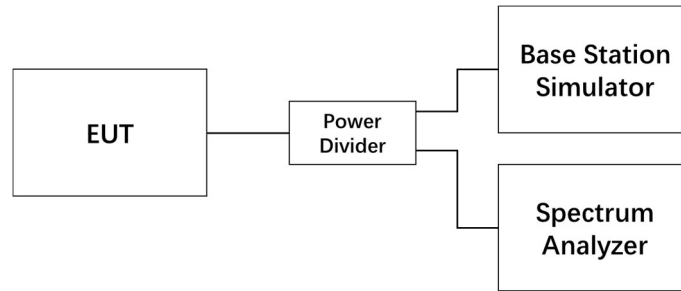 EUT
Power
Divider
Base Station
Simulator
Spectrum
Analyzer